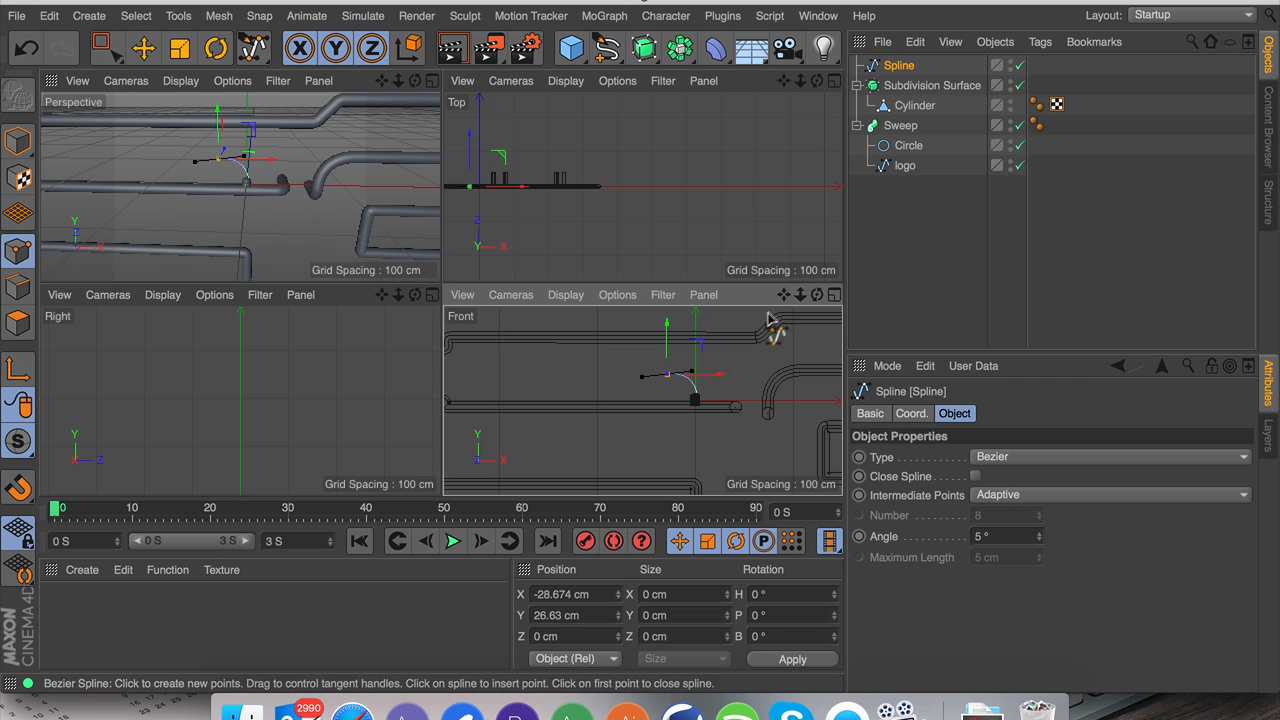 File Edit Create Select Tools Mesh Snap Animate Simulate Render Sculpt Motion Tracker MoGraph Character Plugins Script Window Help Layout: Startup
X Y Z
File Edit View Objects Tags Bookmarks
Spline
Subdivision Surface
Cylinder
Sweep
Circle
logo
Objects
Content Browser
Structure
View Cameras Display Options Filter Panel
Perspective
Y
Z
X
Grid Spacing : 100 cm
View Cameras Display Options Filter Panel
Top
Z
Y X
Grid Spacing : 100 cm
View Cameras Display Options Filter Panel
Right
Y
X Z
Grid Spacing : 100 cm
View Cameras Display Options Filter Panel
Front
Y
Z X
Grid Spacing : 100 cm
Mode Edit User Data
Spline [Spline]
Basic Coord. Object
Object Properties
Type Bezier
Close Spline
Intermediate Points Adaptive
Number 8
Angle 5 °
Maximum Length 5 cm
Attributes
Layers
0 10 20 30 40 50 60 70 80 90 0 S
0 S 0 S 3 S 3 S
P
Create Edit Function Texture
Position Size Rotation
X -28.674 cm X 0 cm H 0 °
Y 26.63 cm Y 0 cm P 0 °
Z 0 cm Z 0 cm B 0 °
Object (Rel) Size Apply
MAXON
CINEMA 4D
Bezier Spline: Click to create new points. Drag to control tangent handles. Click on spline to insert point. Click on first point to close spline.
2990